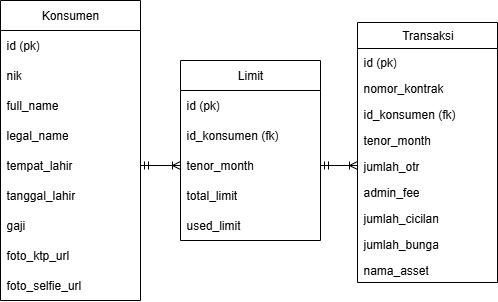 Konsumen
id (pk)
nik
full_name
legal_name
tempat_lahir
tanggal_lahir
gaji
foto_ktp_url
foto_selfie_url
Limit
id (pk)
id_konsumen (fk)
tenor_month
total_limit
used_limit
Transaksi
id (pk)
nomor_kontrak
id_konsumen (fk)
tenor_month
jumlah_otr
admin_fee
jumlah_cicilan
jumlah_bunga
nama_asset